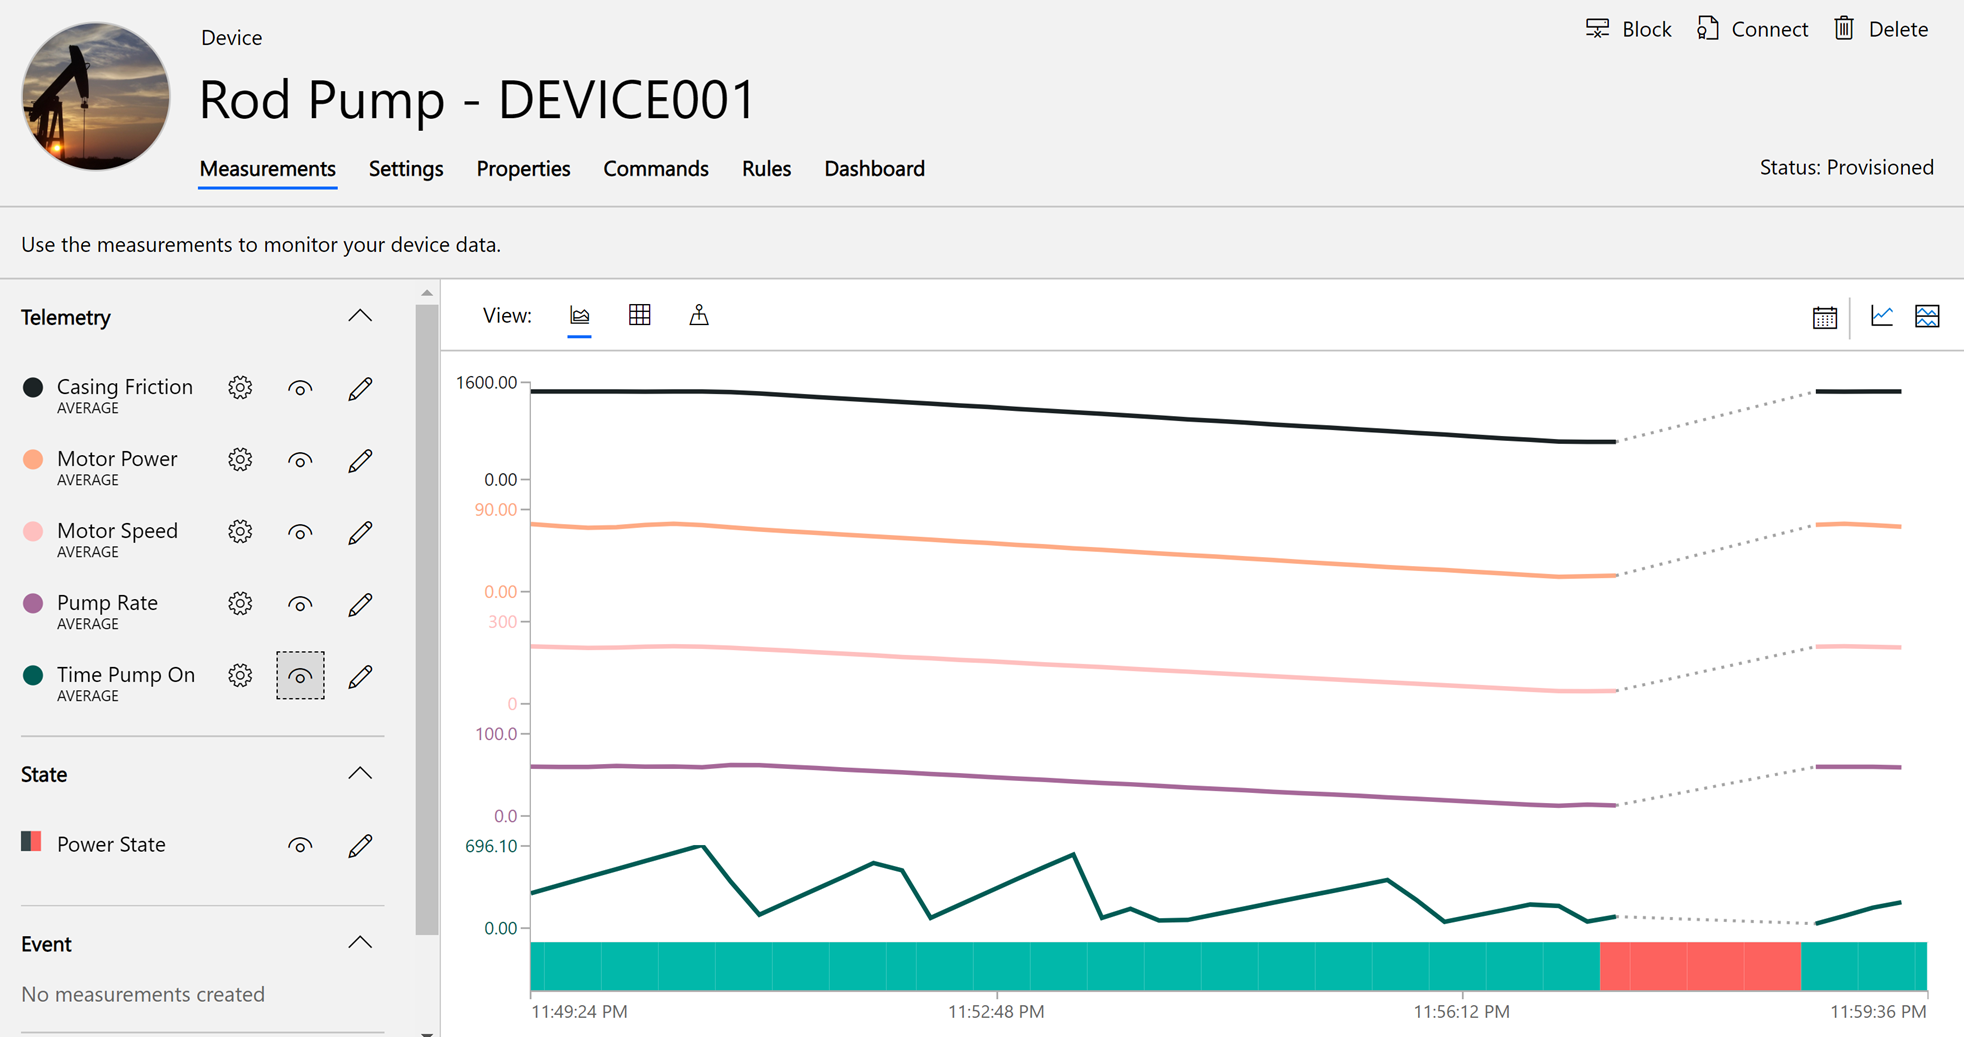 Device
Block Connect Delete
Rod Pump - DEVICE001
Measurements Settings Properties Commands Rules Dashboard
Status: Provisioned
Use the measurements to monitor your device data.
Telemetry
Casing Friction
AVERAGE
Motor Power
AVERAGE
Motor Speed
AVERAGE
Pump Rate
AVERAGE
Time Pump On
AVERAGE
State
Power State
Event
No measurements created
View:
1600.00
0.00
90.00
0.00
300
0
100.0
0.0
696.10
0.00
11:49:24 PM 11:52:48 PM 11:56:12 PM 11:59:36 PM